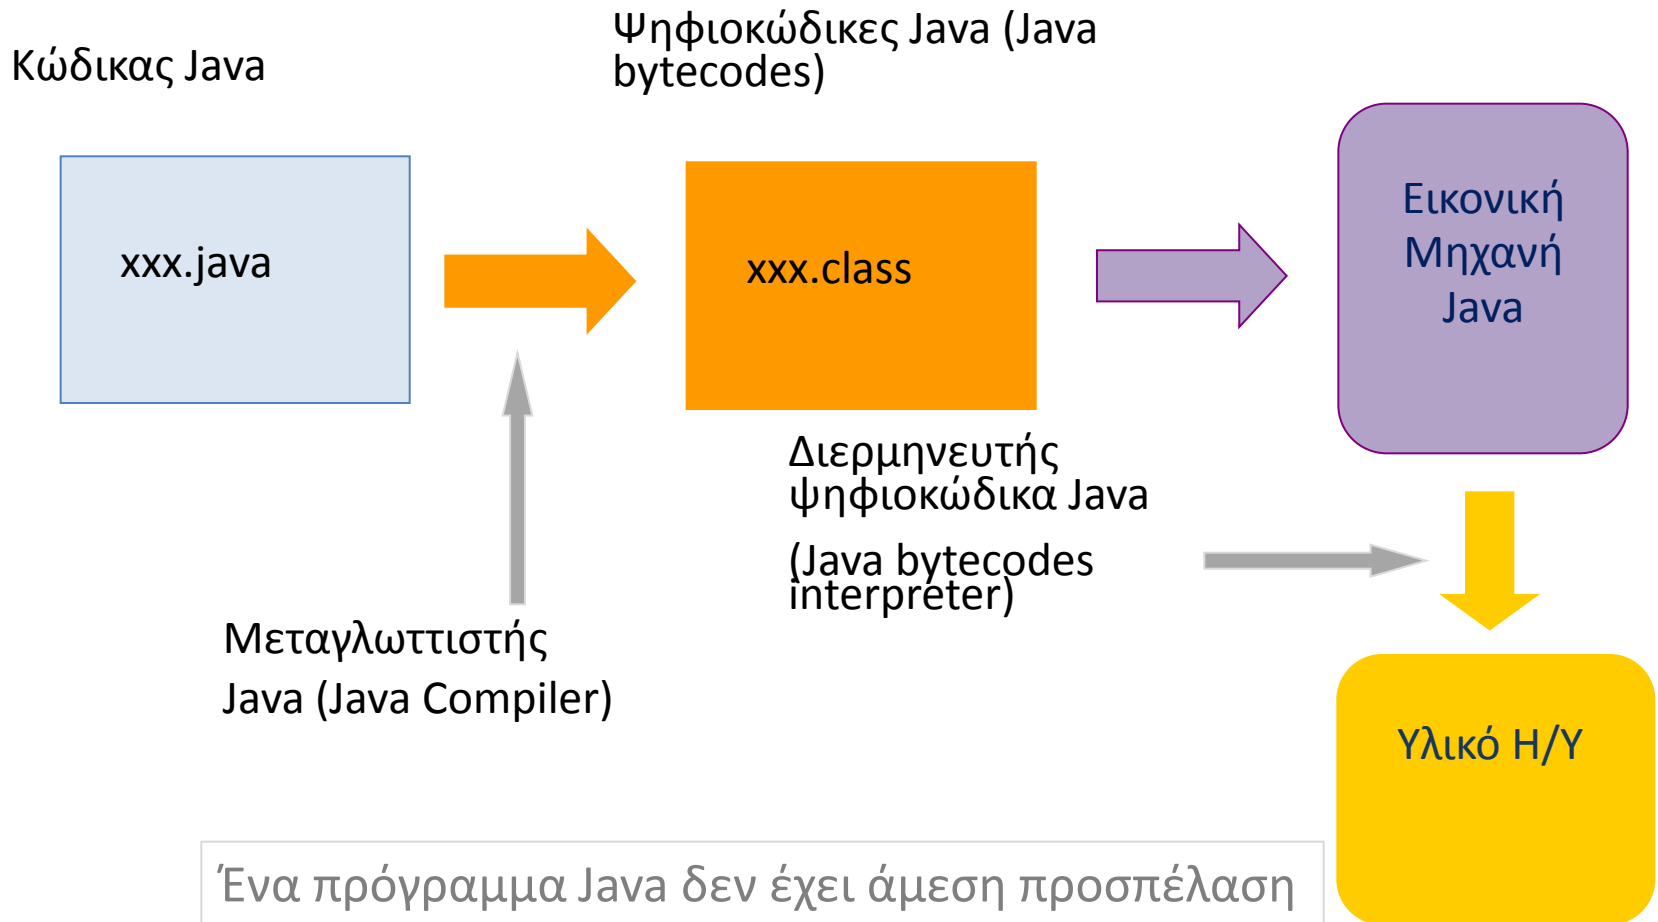 Κώδικας Java
Ψηφιοκώδικες Java (Java
bytecodes)
xxx.java
xxx.class
Εικονική
Μηχανή
Java
Διερμηνευτής
ψηφιοκώδικα Java
(Java bytecodes
interpreter)
Μεταγλωττιστής
Java (Java Compiler)
Υλικό Η/Υ
Ένα πρόγραμμα Java δεν έχει άμεση προσπέλαση